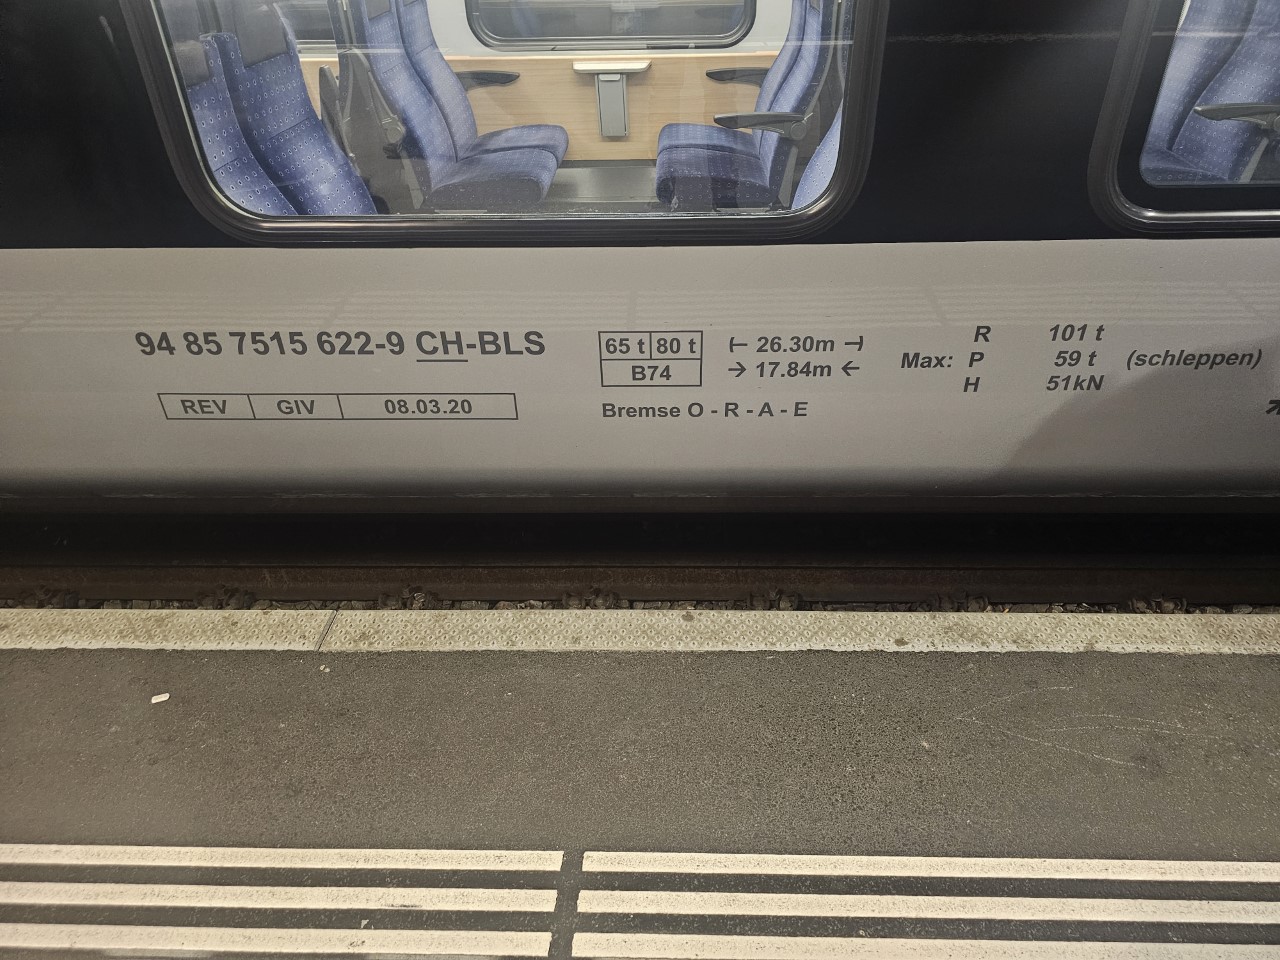 94 85 7515 622-9 CH-BLS
REV GIV 08.03.20
65 t 80 t
B74
26.30m
17.84m
Bremse O - R - A - E
R 101 t
Max: P 59 t (schleppen)
H 51kN